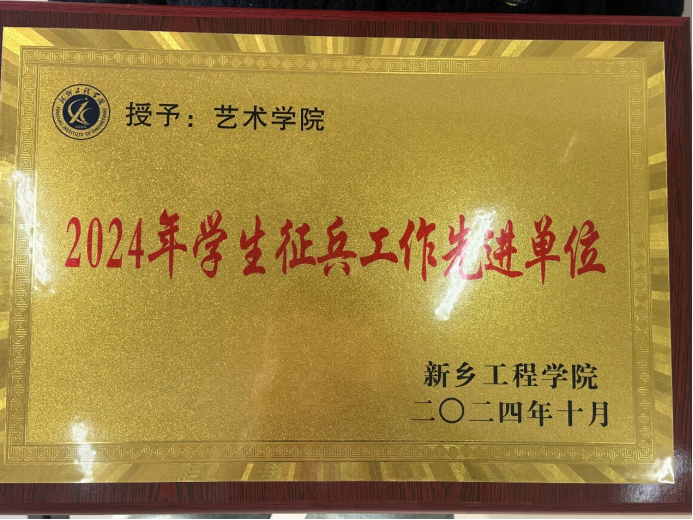 授予：艺术学院
2024年学生征兵工作先进单位
新乡工程学院
二〇二四年十月